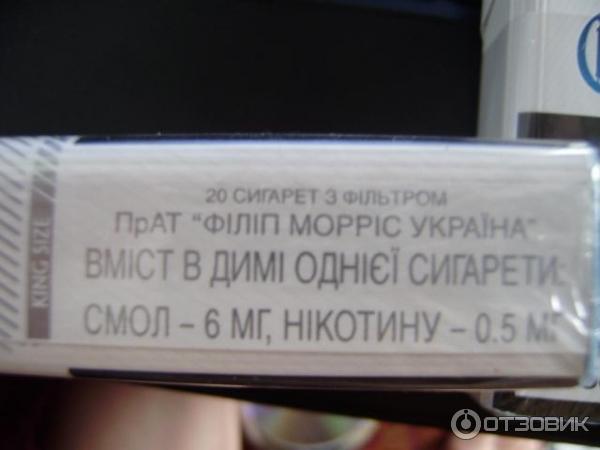 20 СИГАРЕТ З ФІЛЬТРОМ
ПрАТ "ФІЛІП МОРРІС УКРАЇНА"
ВМІСТ В ДИМІ ОДНІЄЇ СИГАРЕТИ:
СМОЛ – 6 МГ, НІКОТИНУ – 0.5 МГ
KING SIZE
ОТЗОВИК